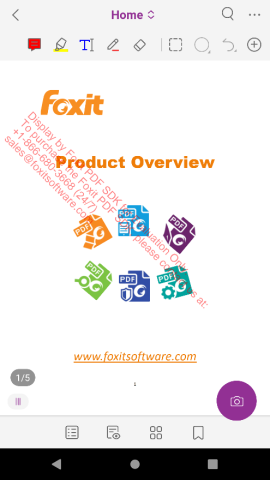 Home
T
Foxit
Display by Foxit PDF SDK for Evaluation Only.
To purchase the Foxit PDF SDK, please contact us at:
+1-866-680-3668 (24/7)
sales@foxitsoftware.com
Product Overview
PDF
PDF
PDF
PDF
PDF
PDF
www.foxitsoftware.com
1/5
1